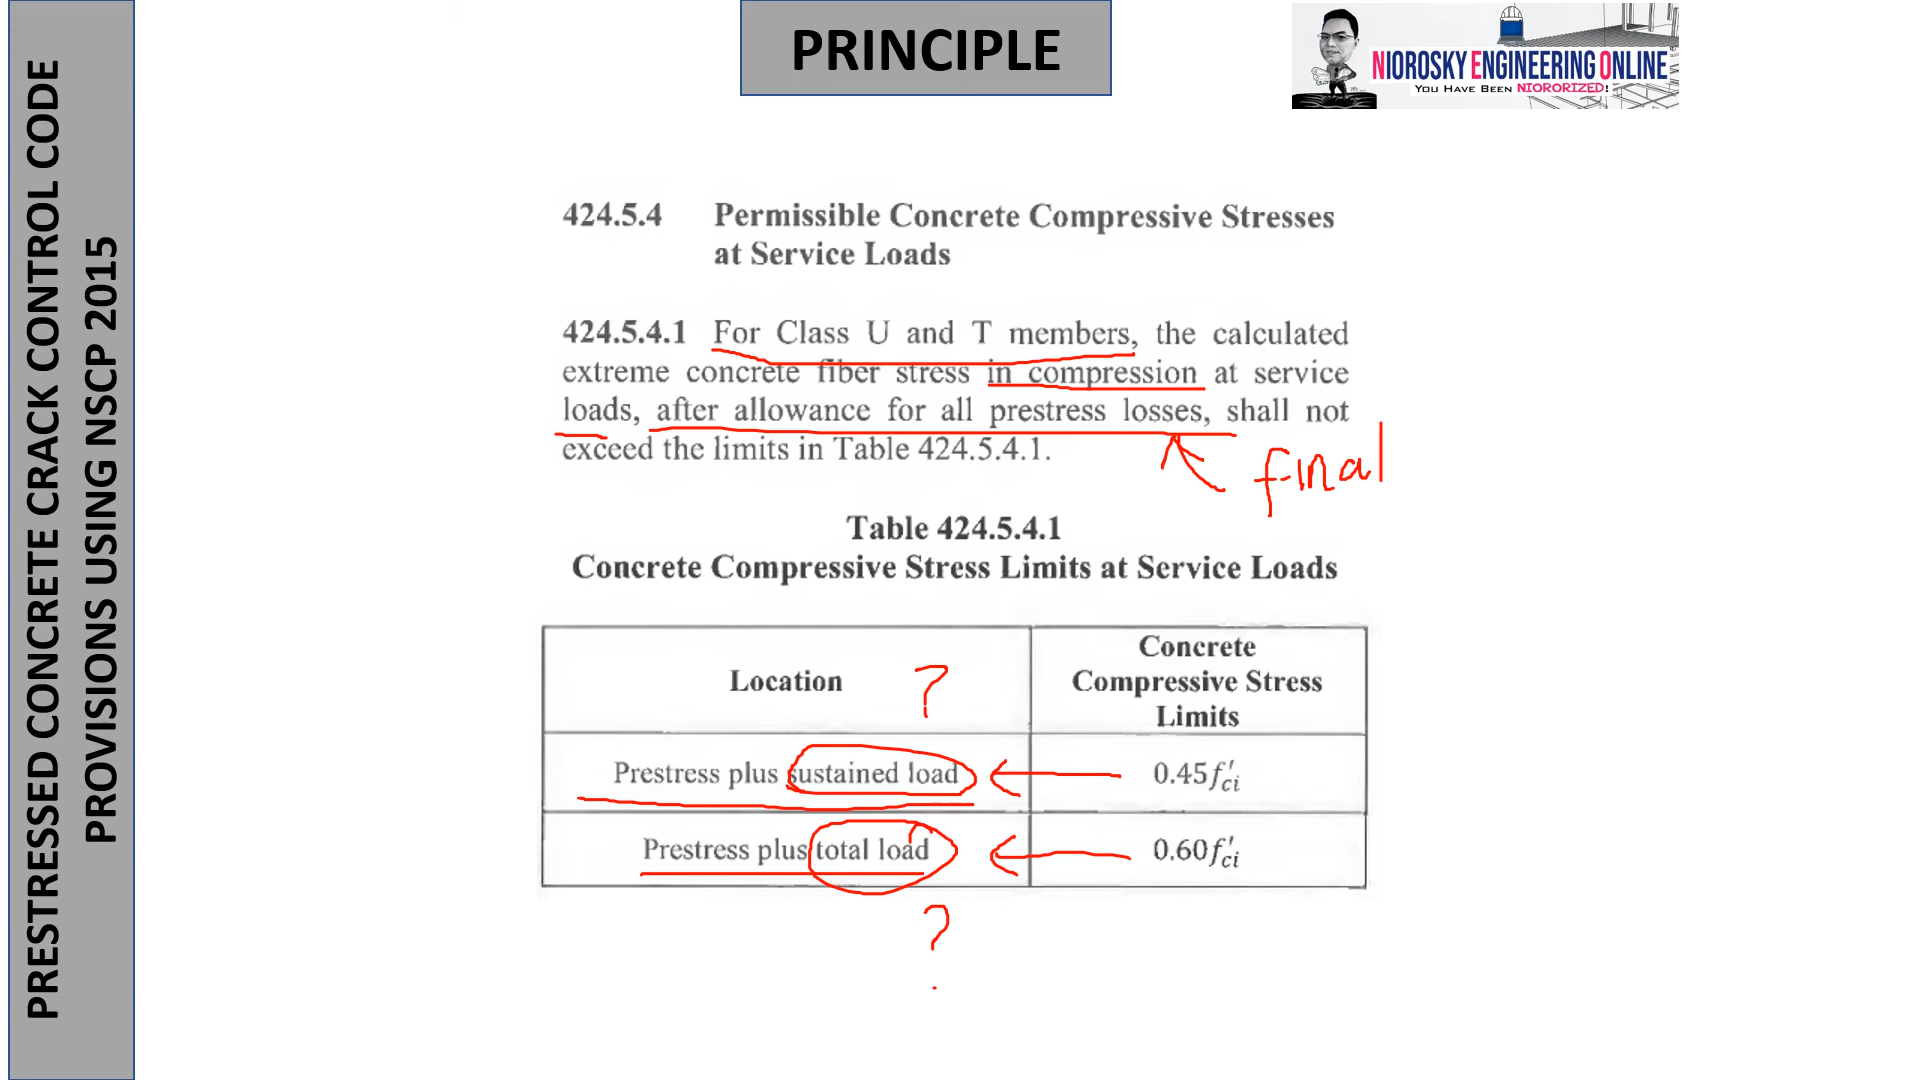 PRESTRESSED CONCRETE CRACK CONTROL CODE
PROVISIONS USING NSCP 2015
PRINCIPLE
NIOROSKY ENGINEERING ONLINE
YOU HAVE BEEN NIORORIZED!
424.5.4 Permissible Concrete Compressive Stresses
at Service Loads
424.5.4.1 For Class U and T members, the calculated
extreme concrete fiber stress in compression at service
loads, after allowance for all prestress losses, shall not
exceed the limits in Table 424.5.4.1.
final
Table 424.5.4.1
Concrete Compressive Stress Limits at Service Loads
Location ?
Concrete
Compressive Stress
Limits
Prestress plus sustained load 0.45f′ci
Prestress plus total load 0.60f′ci
?